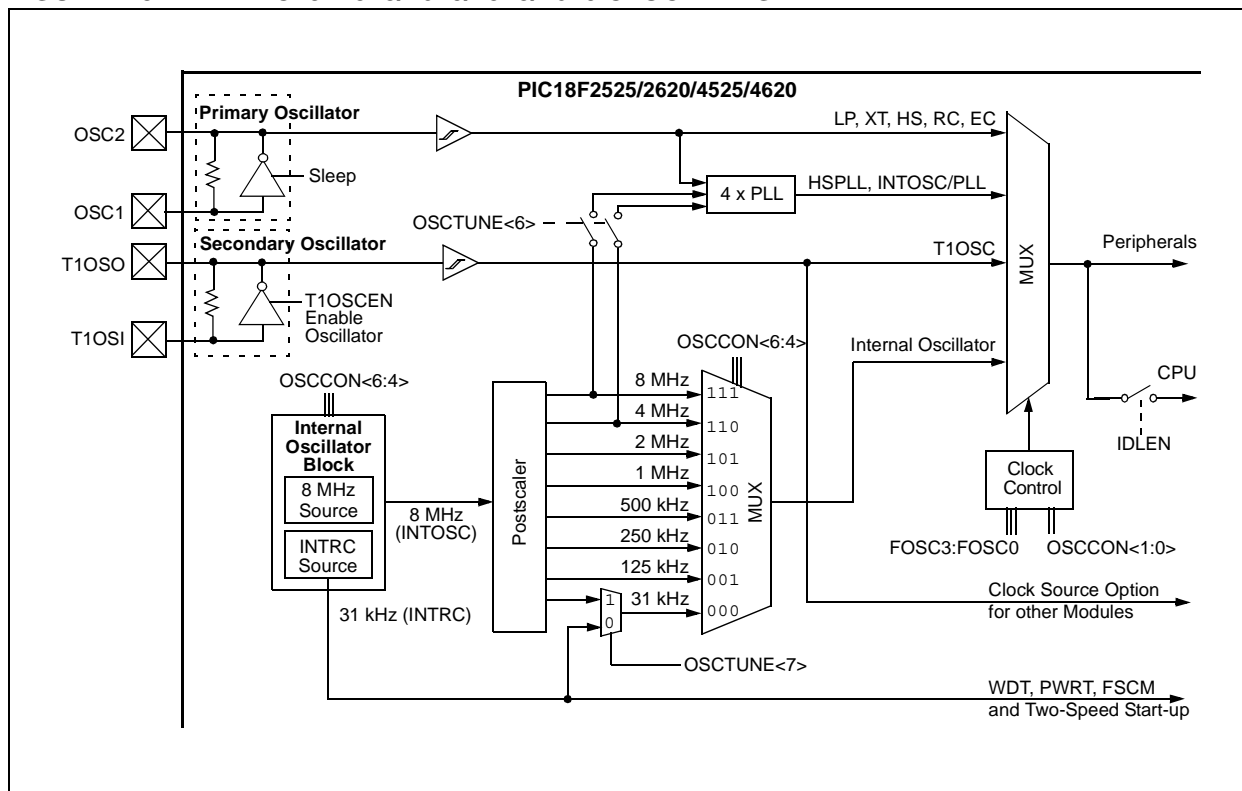 PIC18F2525/2620/4525/4620
Primary Oscillator
OSC2
Sleep
OSC1
LP, XT, HS, RC, EC
4 x PLL
HSPLL, INTOSC/PLL
OSCTUNE<6>
Secondary Oscillator
T1OSO
T1OSCEN
Enable
Oscillator
T1OSI
T1OSC
MUX
Peripherals
Internal Oscillator
CPU
IDLEN
Clock
Control
FOSC3:FOSC0
OSCCON<1:0>
OSCCON<6:4>
OSCCON<6:4>
Internal
Oscillator
Block
8 MHz
Source
INTRC
Source
8 MHz
(INTOSC)
31 kHz (INTRC)
Postscaler
8 MHz
111
4 MHz
110
2 MHz
101
1 MHz
100
500 kHz
011
250 kHz
010
125 kHz
001
1
0
31 kHz
000
MUX
OSCTUNE<7>
Clock Source Option
for other Modules
WDT, PWRT, FSCM
and Two-Speed Start-up